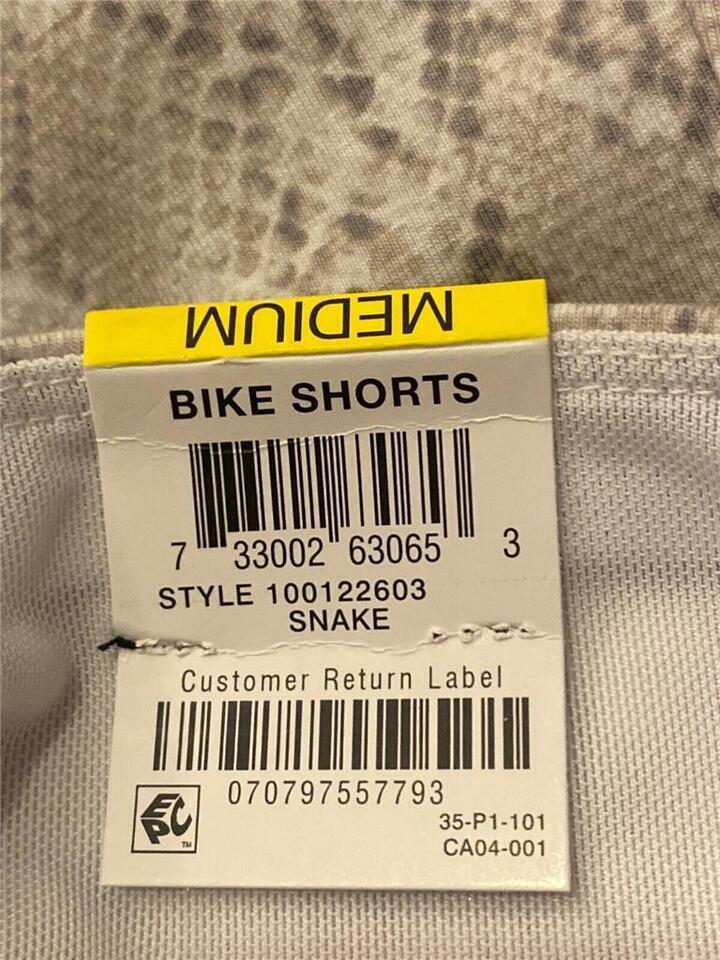 MEDIUM
BIKE SHORTS
7 33002 63065 3
STYLE 100122603
SNAKE
Customer Return Label
070797557793
EPC TM
35-P1-101
CA04-001